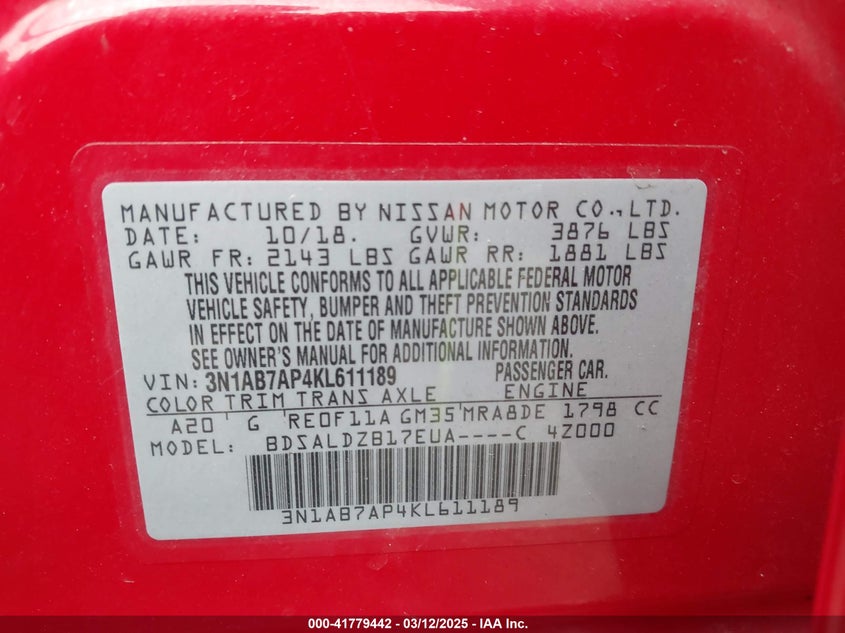 MANUFACTURED BY NISSAN MOTOR CO.,LTD.
DATE: 10/18. GVWR: 3876 LBS
GAWR FR: 2143 LBS GAWR RR: 1881 LBS
THIS VEHICLE CONFORMS TO ALL APPLICABLE FEDERAL MOTOR
VEHICLE SAFETY, BUMPER AND THEFT PREVENTION STANDARDS
IN EFFECT ON THE DATE OF MANUFACTURE SHOWN ABOVE.
SEE OWNER'S MANUAL FOR ADDITIONAL INFORMATION.
VIN: 3N1AB7AP4KL611189 PASSENGER CAR.
COLOR TRIM TRANS AXLE ENGINE
A20 G RE0F11A GM35 MRA8DE 1798 CC
MODEL: BDSALDZB17EUA----C 4Z000
3N1AB7AP4KL611189
000-41779442 - 03/12/2025 - IAA Inc.